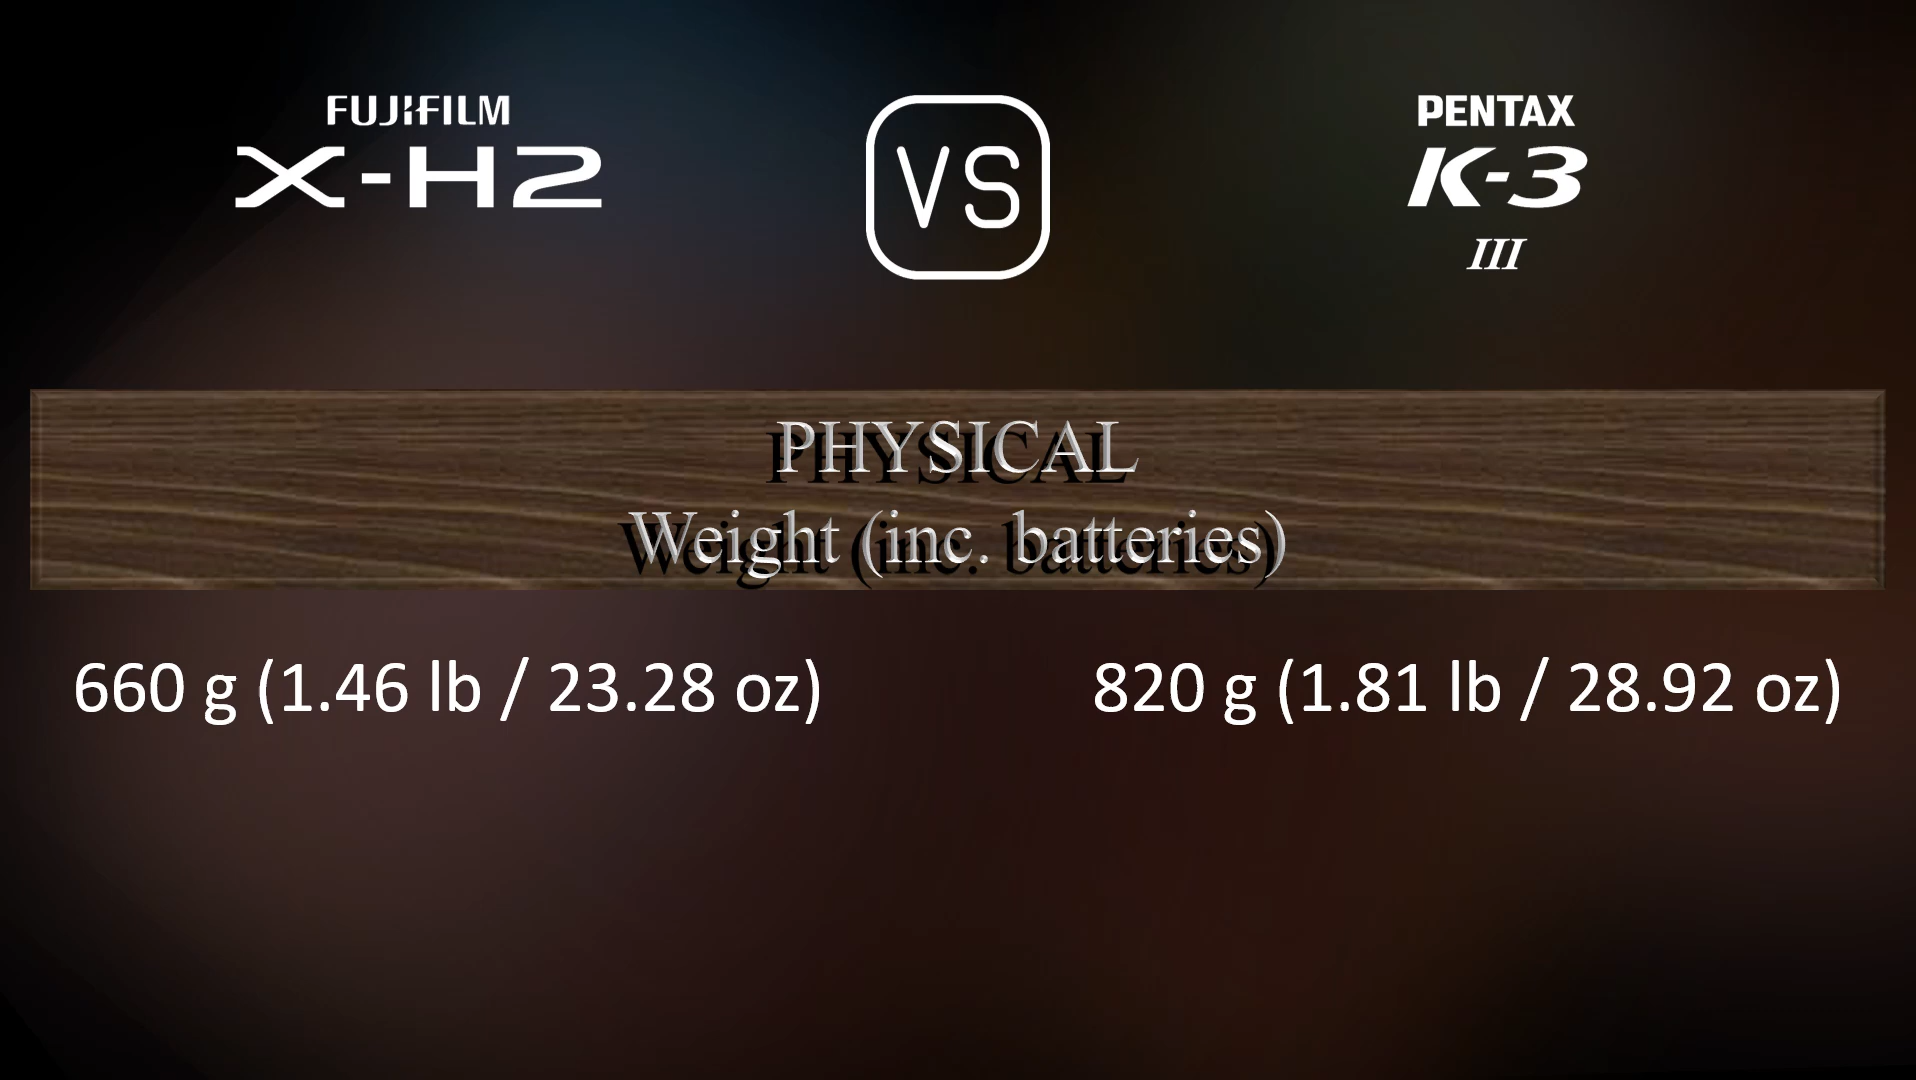 FUJIFILM
X-H2
VS
PENTAX
K-3
III
PHYSICAL
Weight (inc. batteries)
660 g (1.46 lb / 23.28 oz)
820 g (1.81 lb / 28.92 oz)